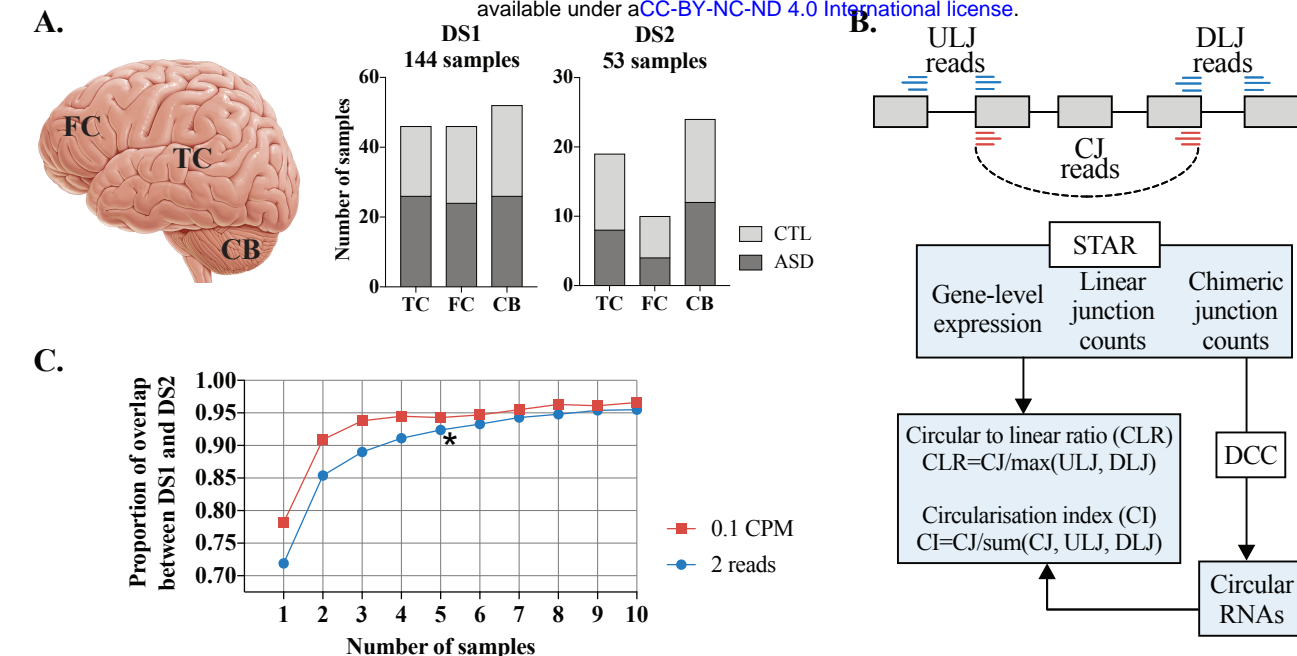 available under aCC-BY-NC-ND 4.0 International license.
A.
FC
TC
CB
DS1
144 samples
Number of samples
60
40
20
0
TC FC CB
DS2
53 samples
30
20
10
0
TC FC CB
CTL
ASD
B.
ULJ
reads
DLJ
reads
CJ
reads
STAR
Gene-level
expression
Linear
junction
counts
Chimeric
junction
counts
Circular to linear ratio (CLR)
CLR=CJ/max(ULJ, DLJ)
Circularisation index (CI)
CI=CJ/sum(CJ, ULJ, DLJ)
DCC
Circular
RNAs
C.
Proportion of overlap
between DS1 and DS2
1.00
0.95
0.90
0.85
0.80
0.75
0.70
*
1 2 3 4 5 6 7 8 9 10
Number of samples
0.1 CPM
2 reads